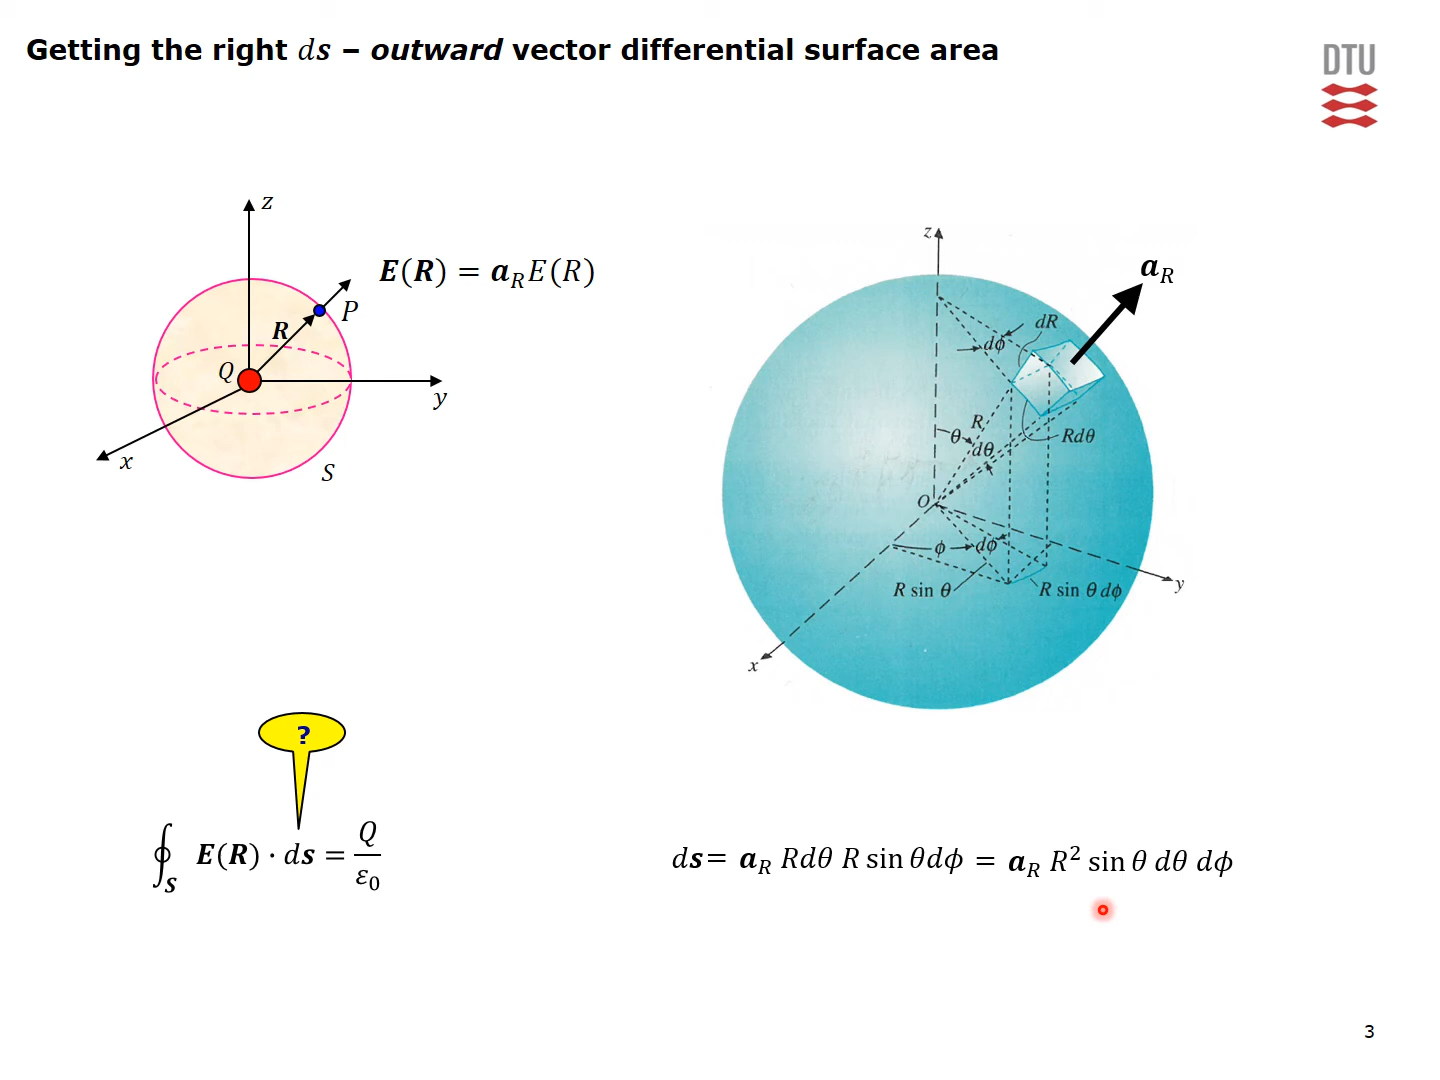 Getting the right d𝒔 – outward vector differential surface area
DTU
z
E(R) = a_R E(R)
P
R
Q
y
x
S
z
a_R
dR
dϕ
R
θ
dθ
Rdθ
O
ϕ
dϕ
R sin θ
R sin θ dϕ
y
x
?
∮_S E(R) · ds = Q/ε₀
ds = a_R Rdθ R sin θdϕ = a_R R² sin θ dθ dϕ
3